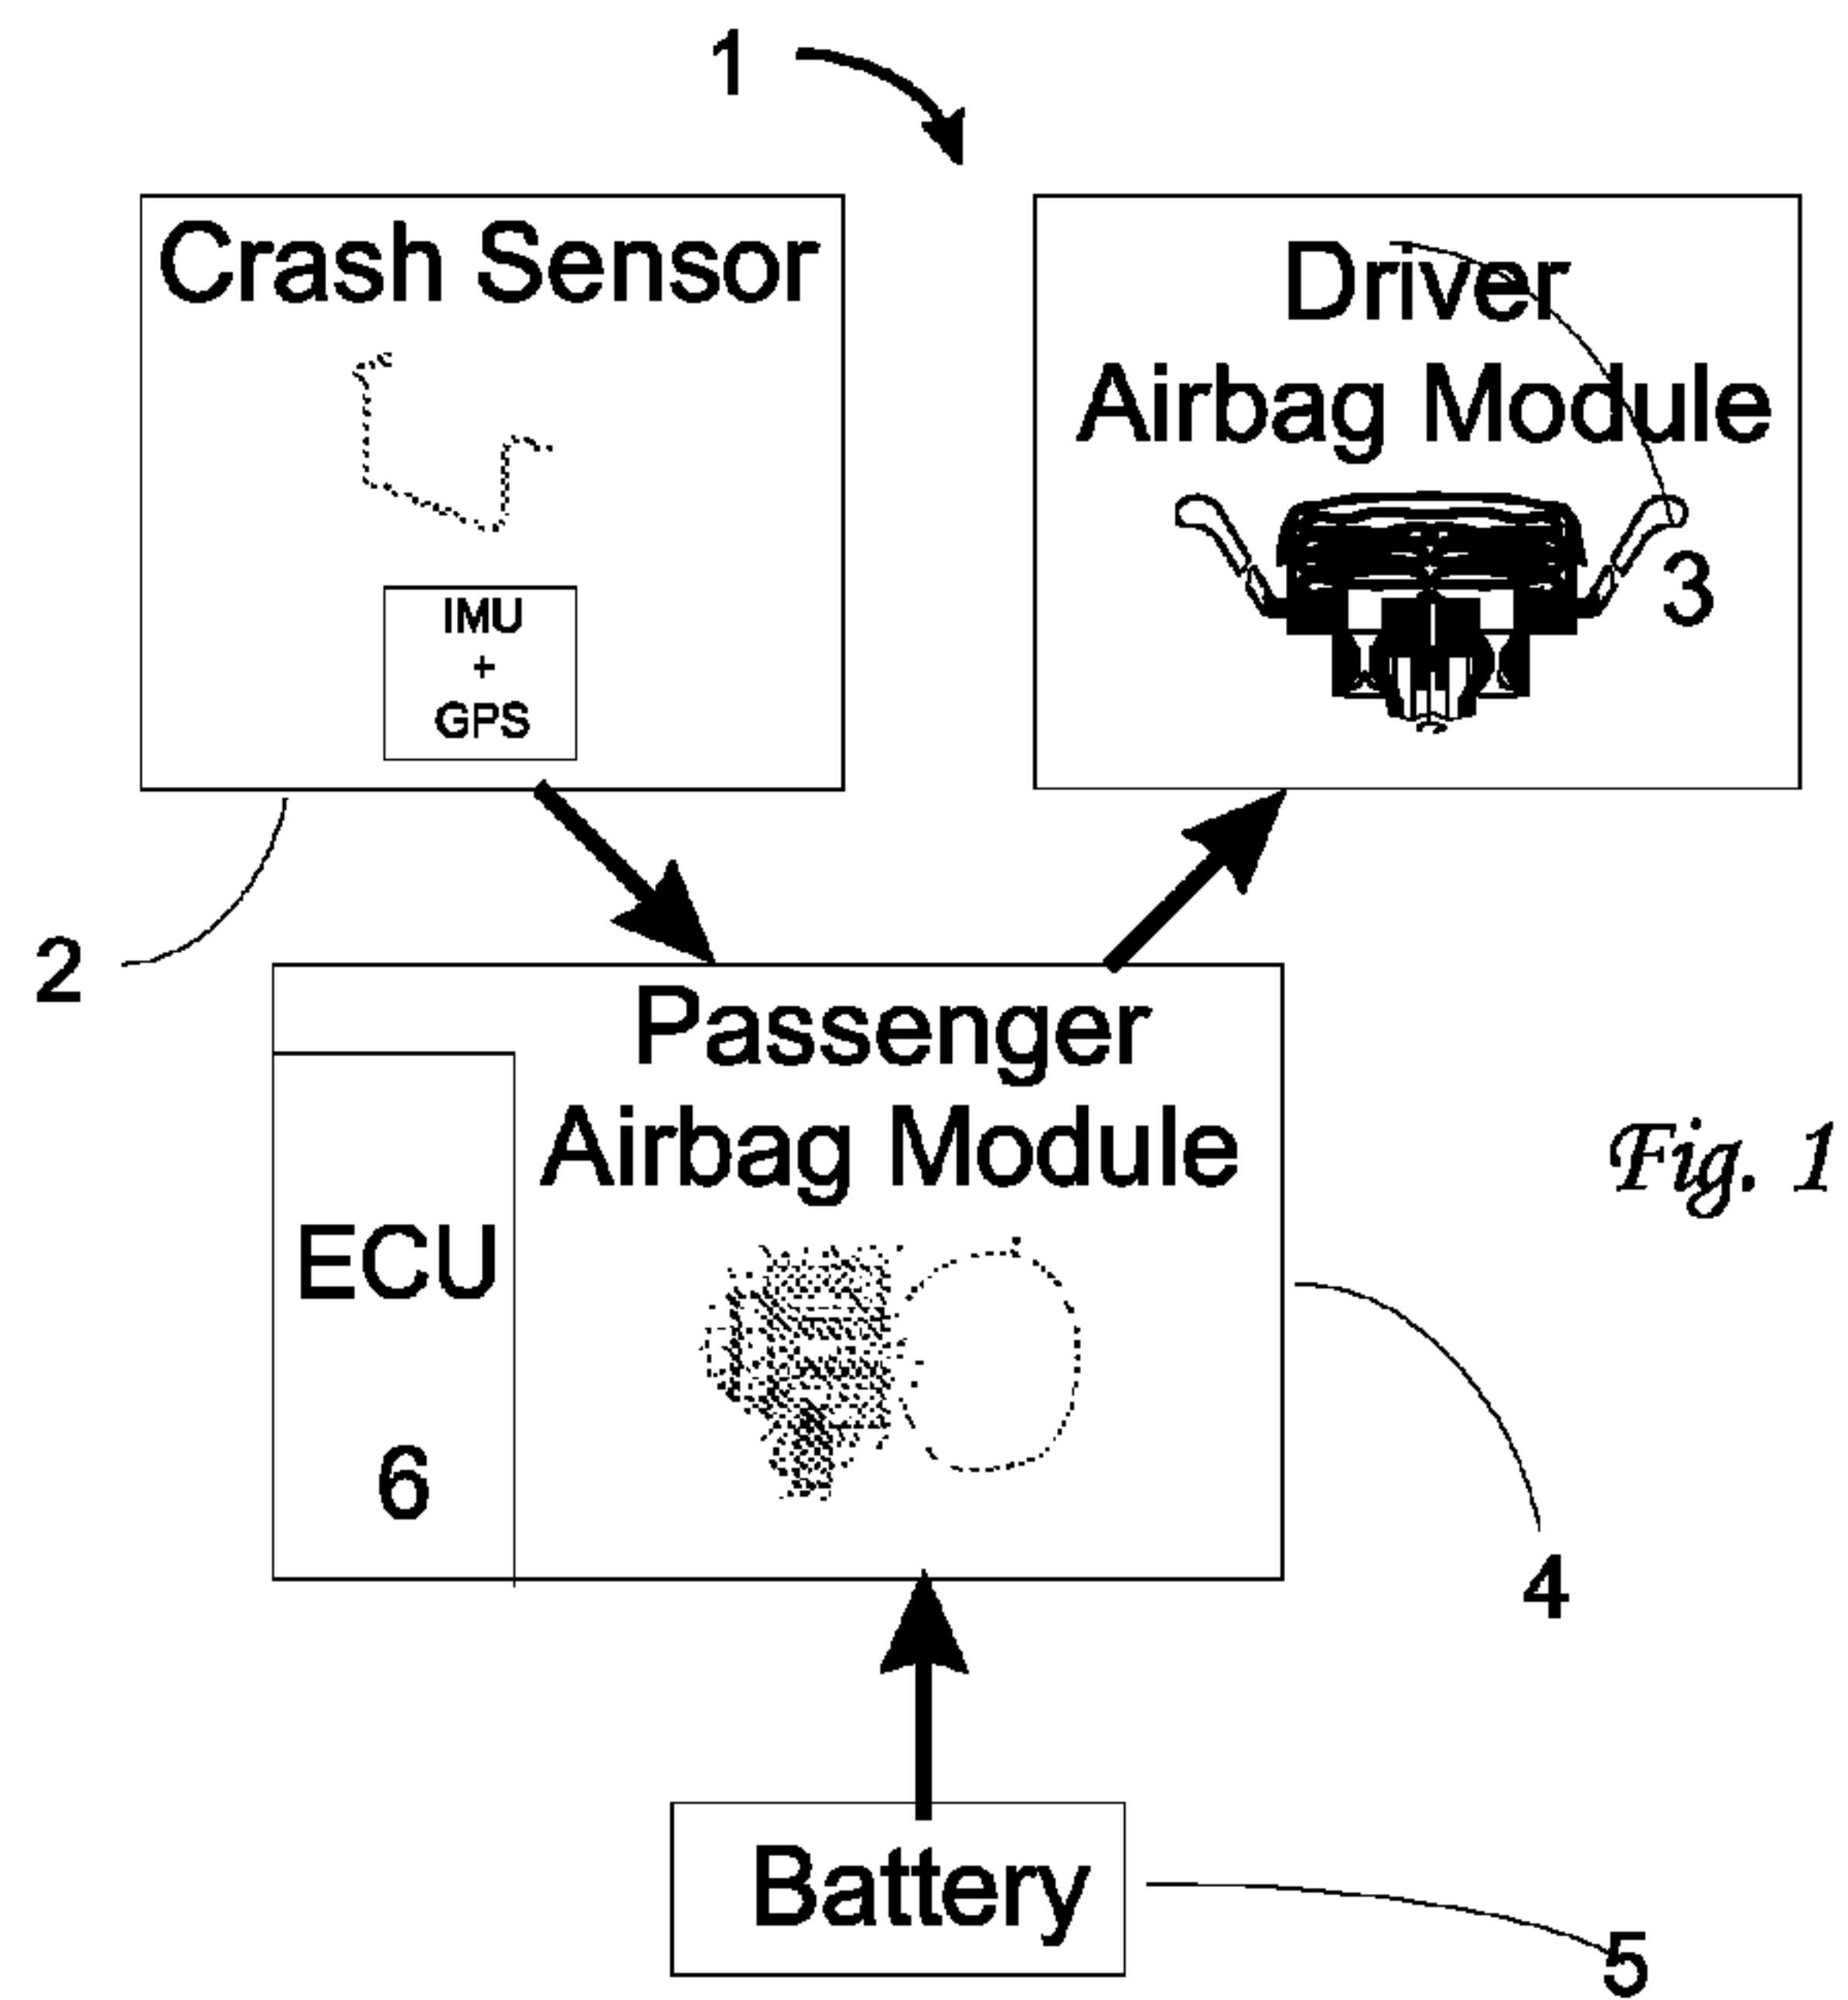 1
Crash Sensor
IMU
+
GPS
Driver
Airbag Module
3
2
Passenger
Airbag Module
ECU
6
Fig. 1
4
Battery
5